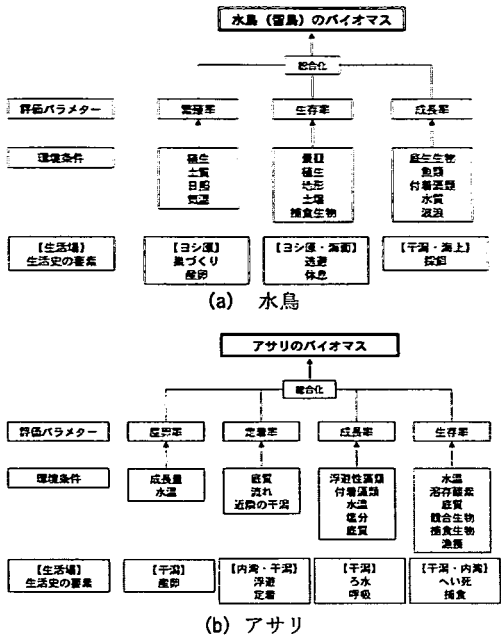 水鳥（留鳥）のバイオマス
総合化
評価パラメター 繁殖率 生存率 成長率
環境条件
植生
土質
日照
気温
景観
植生
地形
土壌
捕食生物
底生生物
魚類
付着藻類
水質
波浪
【生活場】
生活史の要素
【ヨシ原】
巣づくり
産卵
【ヨシ原・海面】
逃避
休息
【干潟・海上】
採餌
(a) 水鳥
アサリのバイオマス
総合化
評価パラメター 産卵率 定着率 成長率 生存率
環境条件
成長量
水温
底質
流れ
近隣の干潟
浮遊性藻類
付着藻類
水温
塩分
底質
水温
溶存酸素
底質
競合生物
捕食生物
漁獲
【生活場】
生活史の要素
【干潟】
産卵
【内湾・干潟】
浮遊
定着
【干潟】
ろ水
呼吸
【干潟・内湾】
へい死
捕食
(b) アサリ